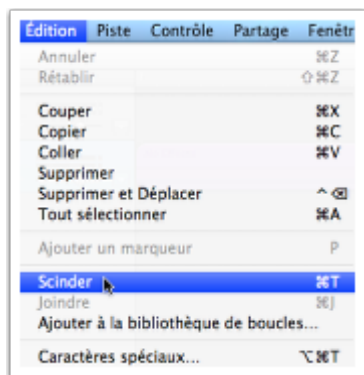 Édition Piste Contrôle Partage Fenêtr
Annuler ⌘Z
Rétablir ⇧⌘Z
Couper ⌘X
Copier ⌘C
Coller ⌘V
Supprimer
Supprimer et Déplacer ^⌫
Tout sélectionner ⌘A
Ajouter un marqueur P
Scinder ⌘T
Joindre ⌘J
Ajouter à la bibliothèque de boucles...
Caractères spéciaux... ⌥⌘T